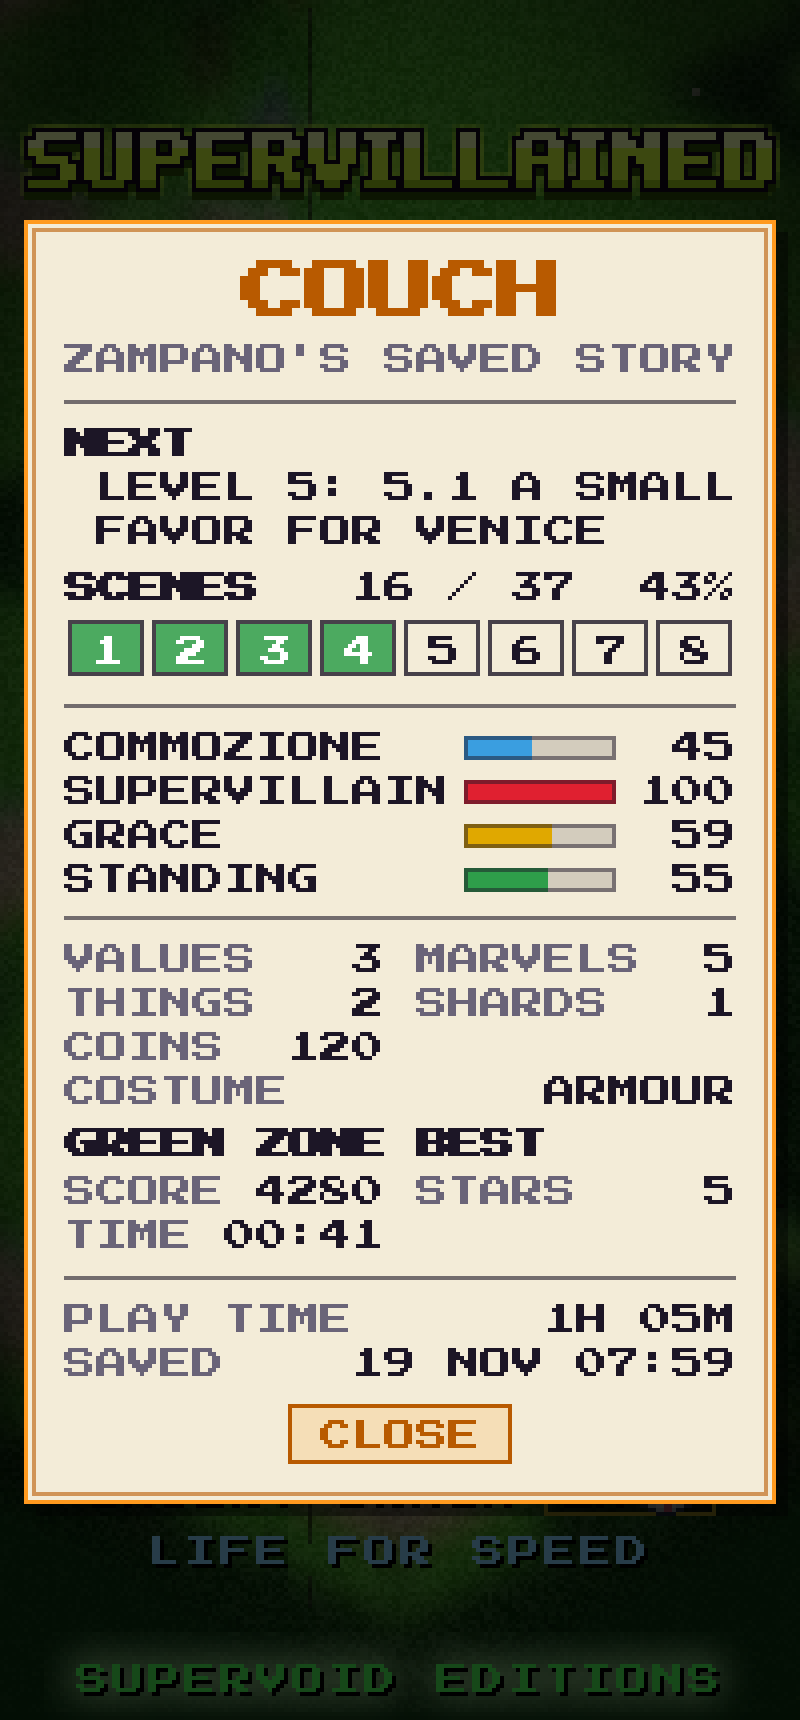 SUPERVILLAINED
COUCH
ZAMPANO'S SAVED STORY
NEXT
LEVEL 5: 5.1 A SMALL
FAVOR FOR VENICE
SCENES 16 / 37 43%
1 2 3 4 5 6 7 8
COMMOZIONE 45
SUPERVILLAIN 100
GRACE 59
STANDING 55
VALUES 3 MARVELS 5
THINGS 2 SHARDS 1
COINS 120
COSTUME ARMOUR
GREEN ZONE BEST
SCORE 4280 STARS 5
TIME 00:41
PLAY TIME 1H 05M
SAVED 19 NOV 07:59
CLOSE
LIFE FOR SPEED
SUPERVOID EDITIONS